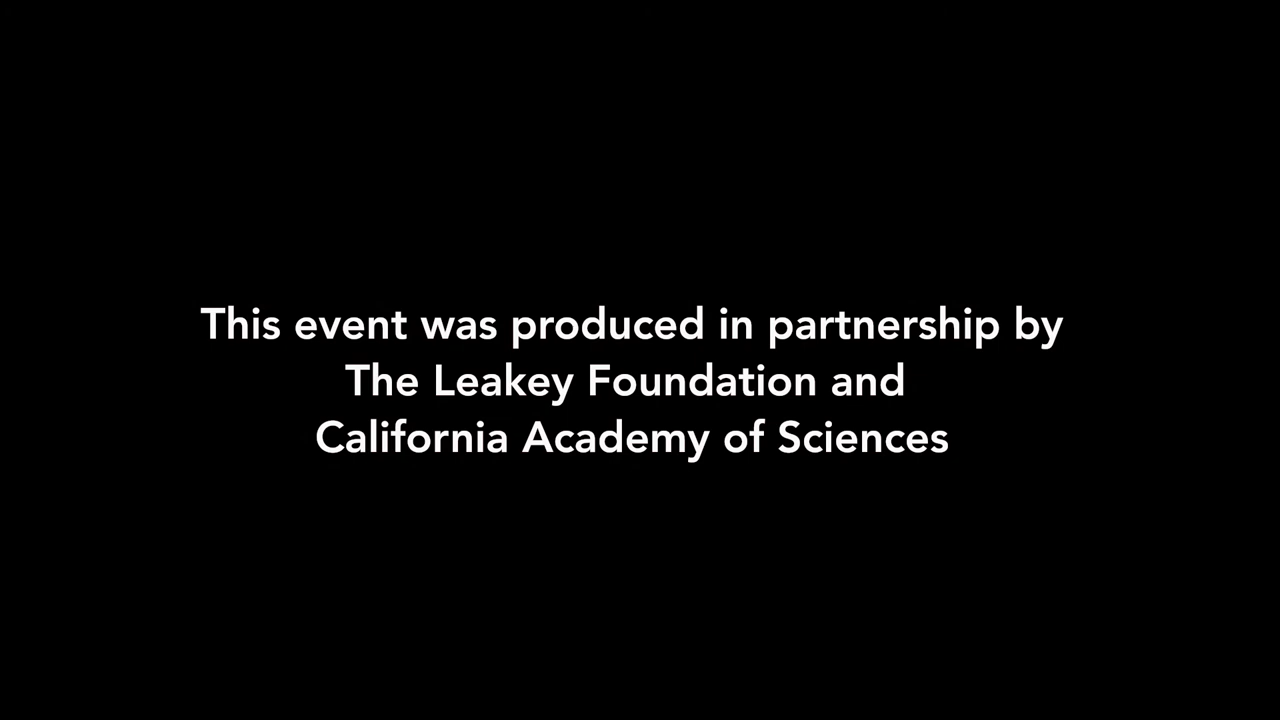 This event was produced in partnership by
The Leakey Foundation and
California Academy of Sciences